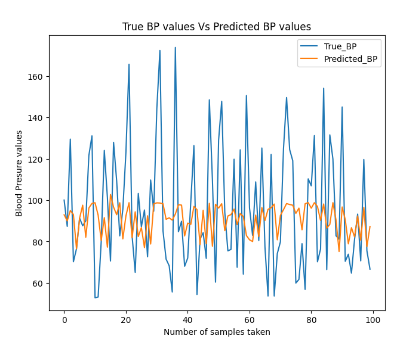 True BP values Vs Predicted BP values
True_BP
Predicted_BP
160
140
120
100
80
60
Blood Presure values
0
20
40
60
80
100
Number of samples taken